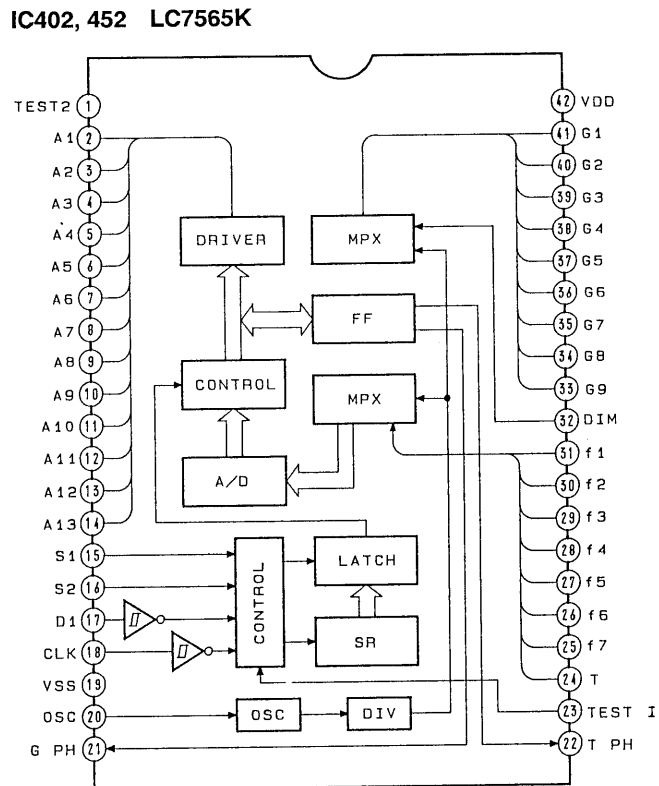 IC402, 452 LC7565K
TEST2 1
A1 2
A2 3
A3 4
A4 5
A5 6
A6 7
A7 8
A8 9
A9 10
A10 11
A11 12
A12 13
A13 14
S1 15
S2 16
D1 17
CLK 18
VSS 19
OSC 20
G PH 21
DRIVER
MPX
FF
CONTROL
MPX
A/D
LATCH
CONTROL
SR
OSC
DIV
42 VDD
41 G1
40 G2
39 G3
38 G4
37 G5
36 G6
35 G7
34 G8
33 G9
32 DIM
31 f1
30 f2
29 f3
28 f4
27 f5
26 f6
25 f7
24 T
23 TEST I
22 T PH